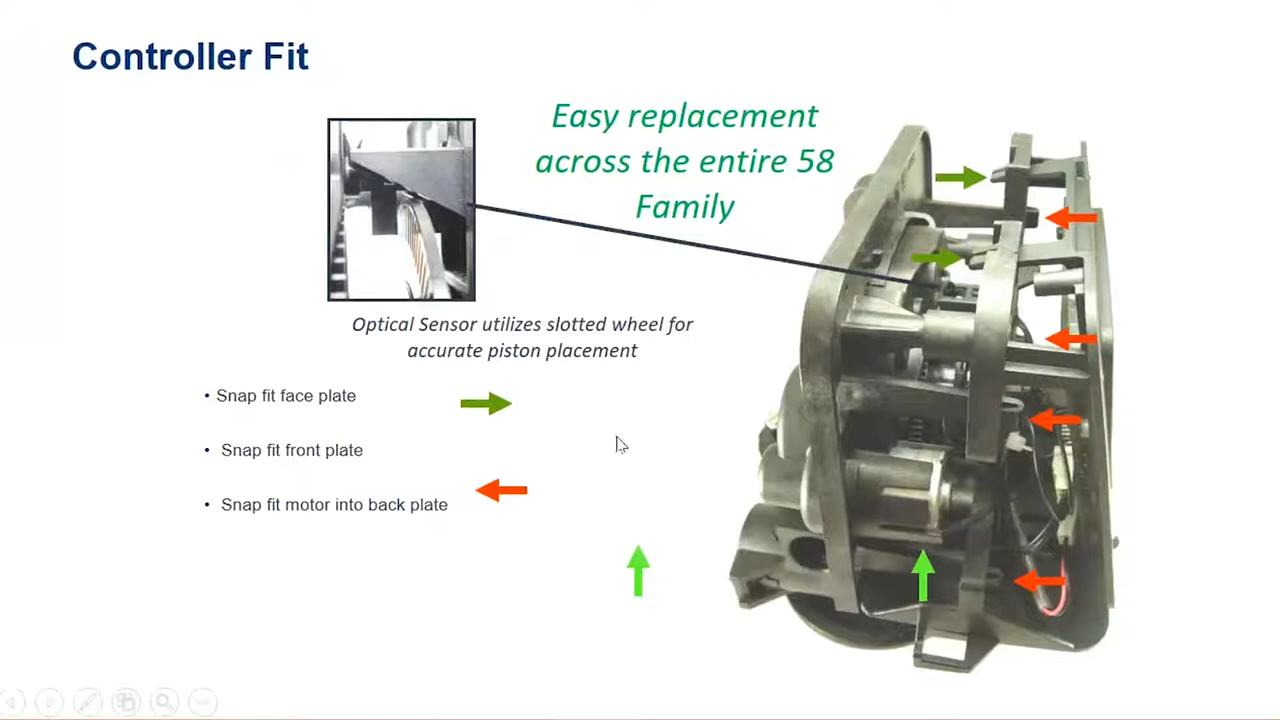 Controller Fit
Easy replacement
across the entire 58
Family
Optical Sensor utilizes slotted wheel for
accurate piston placement
• Snap fit face plate
• Snap fit front plate
• Snap fit motor into back plate